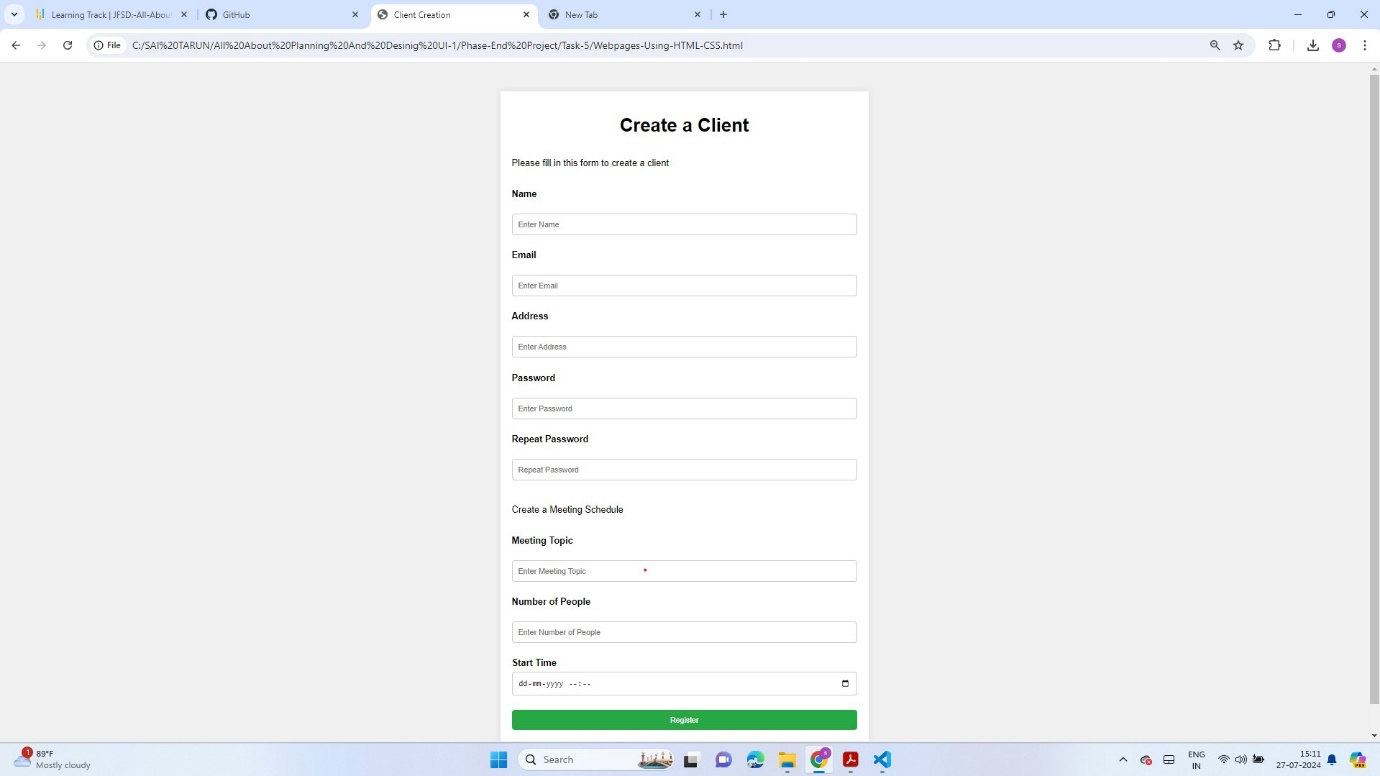 Learning Track | JFSD:-All-Abou
GitHub
Client Creation
New Tab
File
C:/SAI%20TARUN/All%20About%20Planning%20And%20Desinig%20UI-1/Phase-End%20Project/Task-5/Webpages-Using-HTML-CSS.html
S
Create a Client
Please fill in this form to create a client
Name
Enter Name
Email
Enter Email
Address
Enter Address
Password
Enter Password
Repeat Password
Repeat Password
Create a Meeting Schedule
Meeting Topic
Enter Meeting Topic
Number of People
Enter Number of People
Start Time
dd-mm-yyyy --:--
Register
1
89°F
Mostly cloudy
Search
ENG
IN
15:11
27-07-2024
PRE